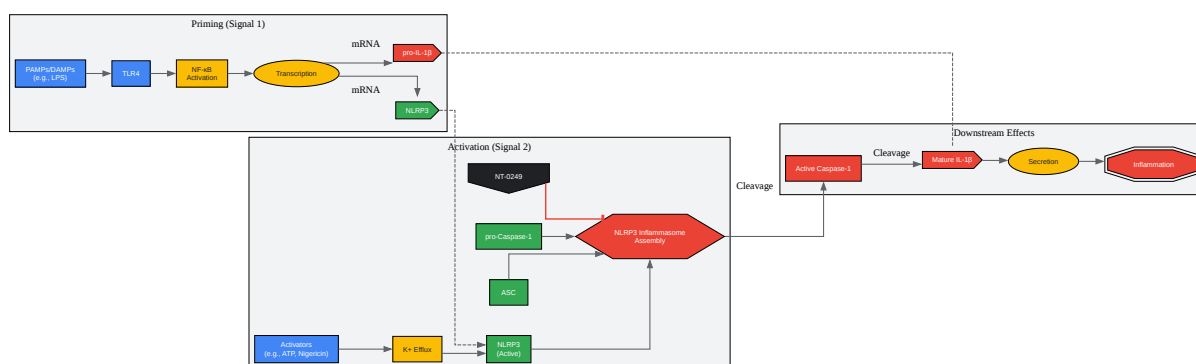 Priming (Signal 1)
PAMPs/DAMPs
(e.g., LPS)
TLR4
NF-κB
Activation
Transcription
mRNA
mRNA
pro-IL-1β
NLRP3
Activation (Signal 2)
NT-0249
pro-Caspase-1
ASC
NLRP3 Inflammasome
Assembly
Activators
(e.g., ATP, Nigericin)
K+ Efflux
NLRP3
(Active)
Cleavage
Downstream Effects
Active Caspase-1
Cleavage
Mature IL-1β
Secretion
Inflammation